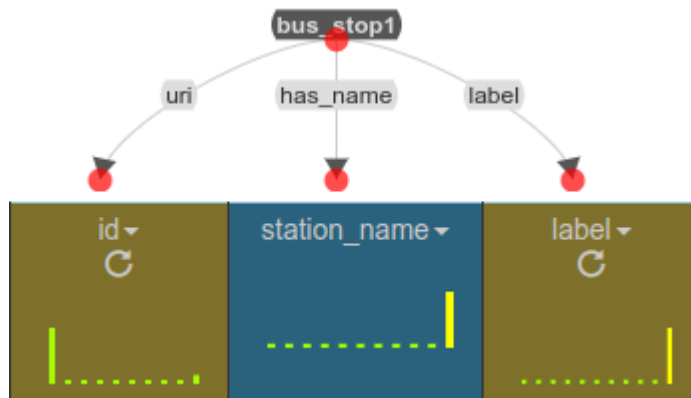 bus_stop1
uri has_name label
id station_name label